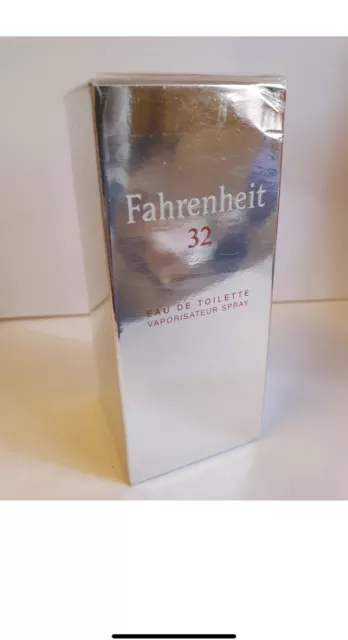 Fahrenheit
32
EAU DE TOILETTE
VAPORISATEUR SPRAY